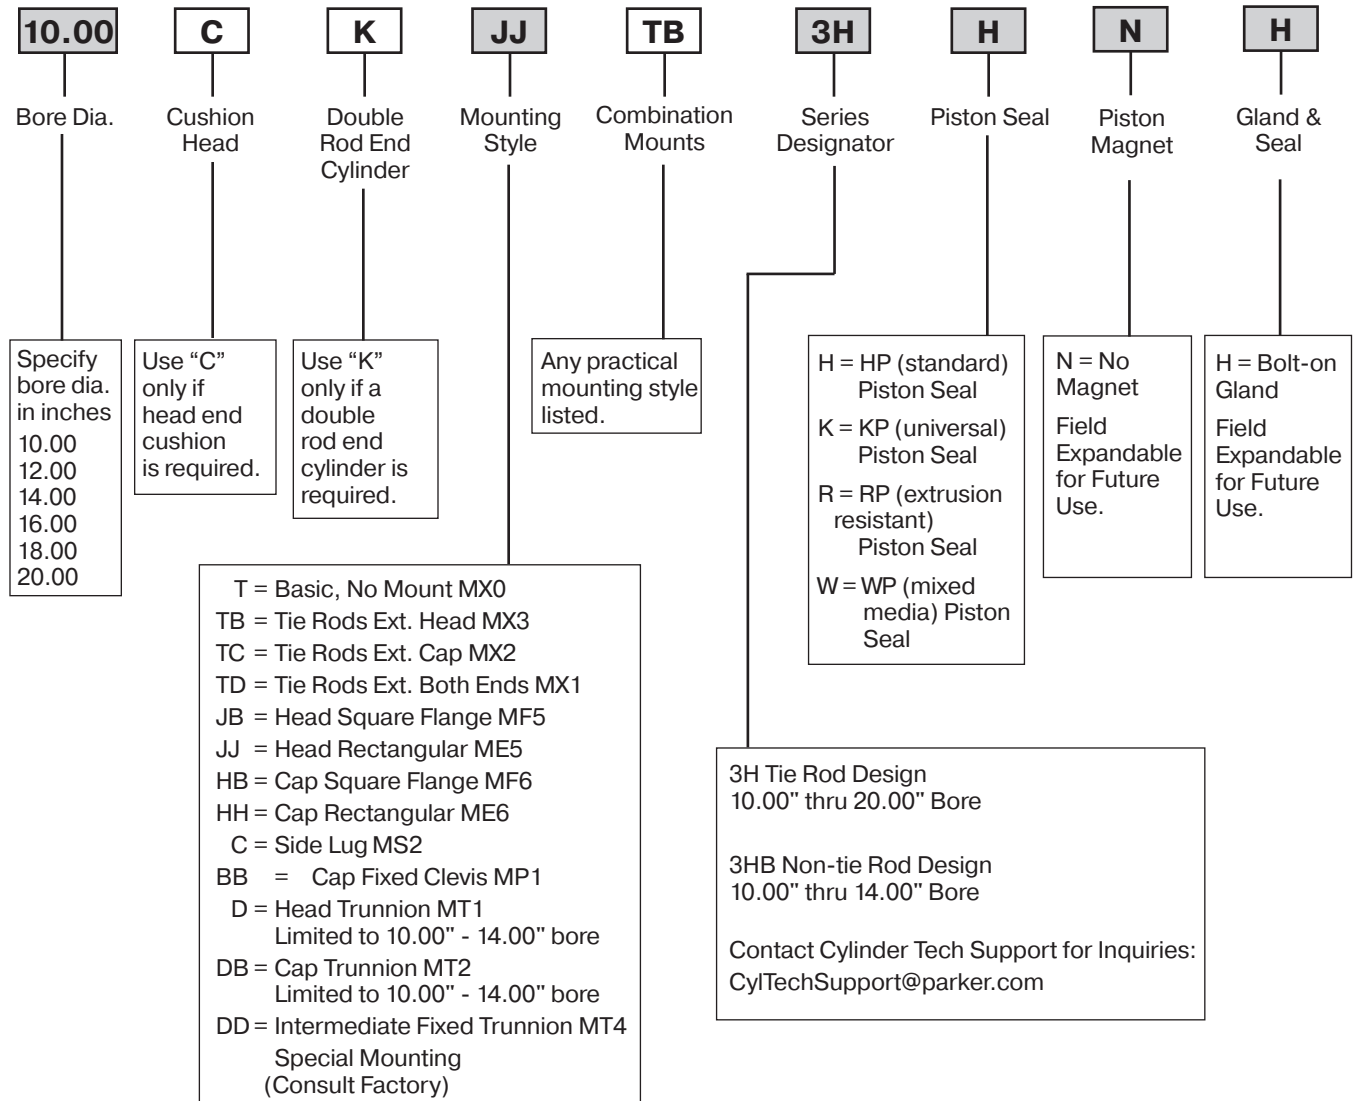 10.00 C K JJ TB 3H H N H
Bore Dia.
Cushion
Head
Double
Rod End
Cylinder
Mounting
Style
Combination
Mounts
Series
Designator
Piston Seal
Piston
Magnet
Gland &
Seal
Specify
bore dia.
in inches
10.00
12.00
14.00
16.00
18.00
20.00
Use “C”
only if
head end
cushion
is required.
Use “K”
only if a
double
rod end
cylinder is
required.
Any practical
mounting style
listed.
H = HP (standard)
Piston Seal
K = KP (universal)
Piston Seal
R = RP (extrusion
resistant)
Piston Seal
W = WP (mixed
media) Piston
Seal
N = No
Magnet
Field
Expandable
for Future
Use.
H = Bolt-on
Gland
Field
Expandable
for Future
Use.
T = Basic, No Mount MX0
TB = Tie Rods Ext. Head MX3
TC = Tie Rods Ext. Cap MX2
TD = Tie Rods Ext. Both Ends MX1
JB = Head Square Flange MF5
JJ = Head Rectangular ME5
HB = Cap Square Flange MF6
HH = Cap Rectangular ME6
C = Side Lug MS2
BB = Cap Fixed Clevis MP1
D = Head Trunnion MT1
Limited to 10.00" - 14.00" bore
DB = Cap Trunnion MT2
Limited to 10.00" - 14.00" bore
DD = Intermediate Fixed Trunnion MT4
Special Mounting
(Consult Factory)
3H Tie Rod Design
10.00" thru 20.00" Bore
3HB Non-tie Rod Design
10.00" thru 14.00" Bore
Contact Cylinder Tech Support for Inquiries:
CylTechSupport@parker.com